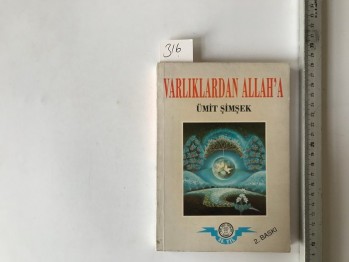 316
VARLIKLARDAN ALLAH'A
ÜMİT ŞİMŞEK
2. BASKI